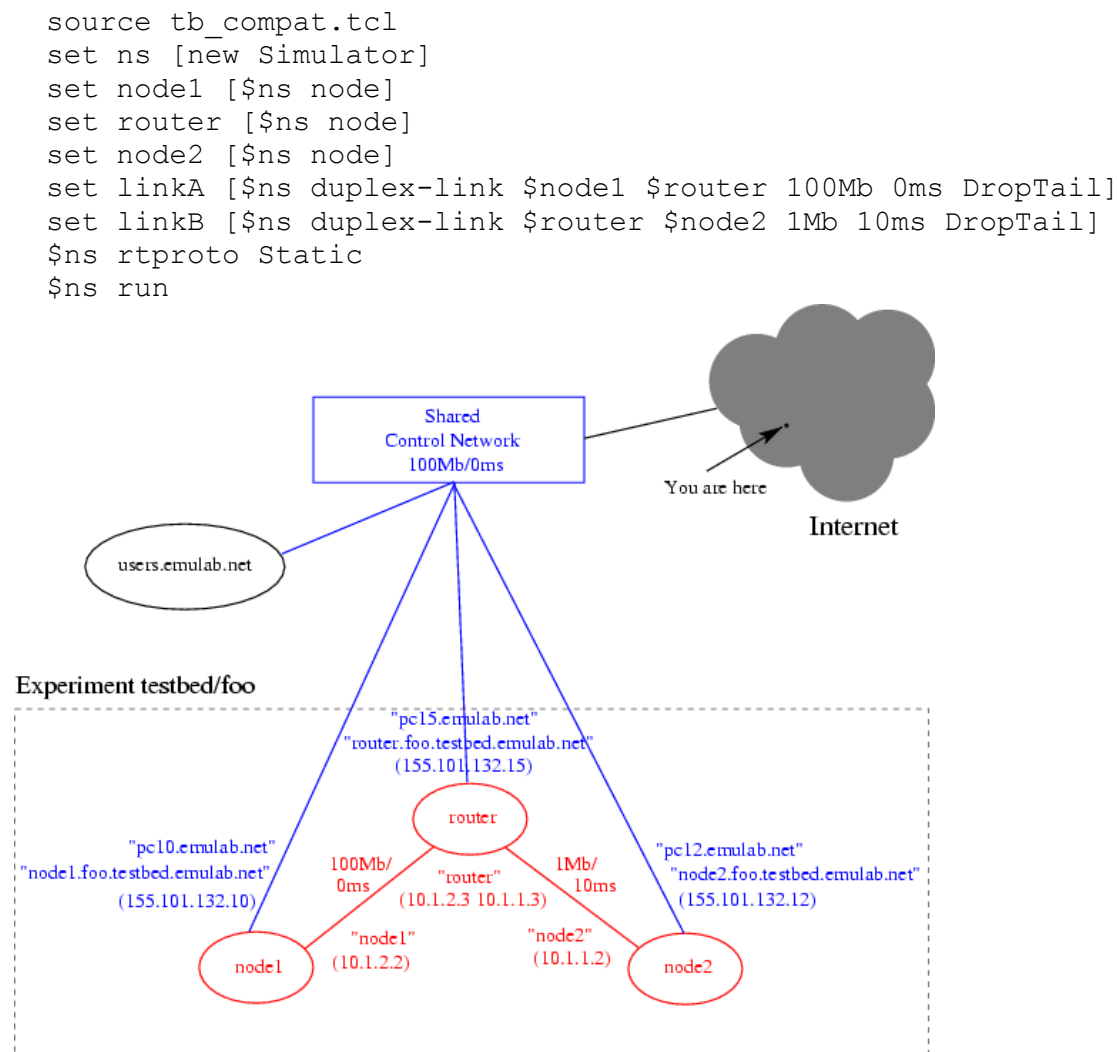 source tb_compat.tcl
set ns [new Simulator]
set node1 [$ns node]
set router [$ns node]
set node2 [$ns node]
set linkA [$ns duplex-link $node1 $router 100Mb 0ms DropTail]
set linkB [$ns duplex-link $router $node2 1Mb 10ms DropTail]
$ns rtproto Static
$ns run
Shared
Control Network
100Mb/0ms
You are here
Internet
users.emulab.net
Experiment testbed/foo
"pc15.emulab.net"
"router.foo.testbed.emulab.net"
(155.101.132.15)
router
"pc10.emulab.net"
"node1.foo.testbed.emulab.net"
(155.101.132.10)
100Mb/
0ms
"router"
(10.1.2.3 10.1.1.3)
1Mb/
10ms
"pc12.emulab.net"
"node2.foo.testbed.emulab.net"
(155.101.132.12)
"node1"
(10.1.2.2)
"node2"
(10.1.1.2)
node1
node2